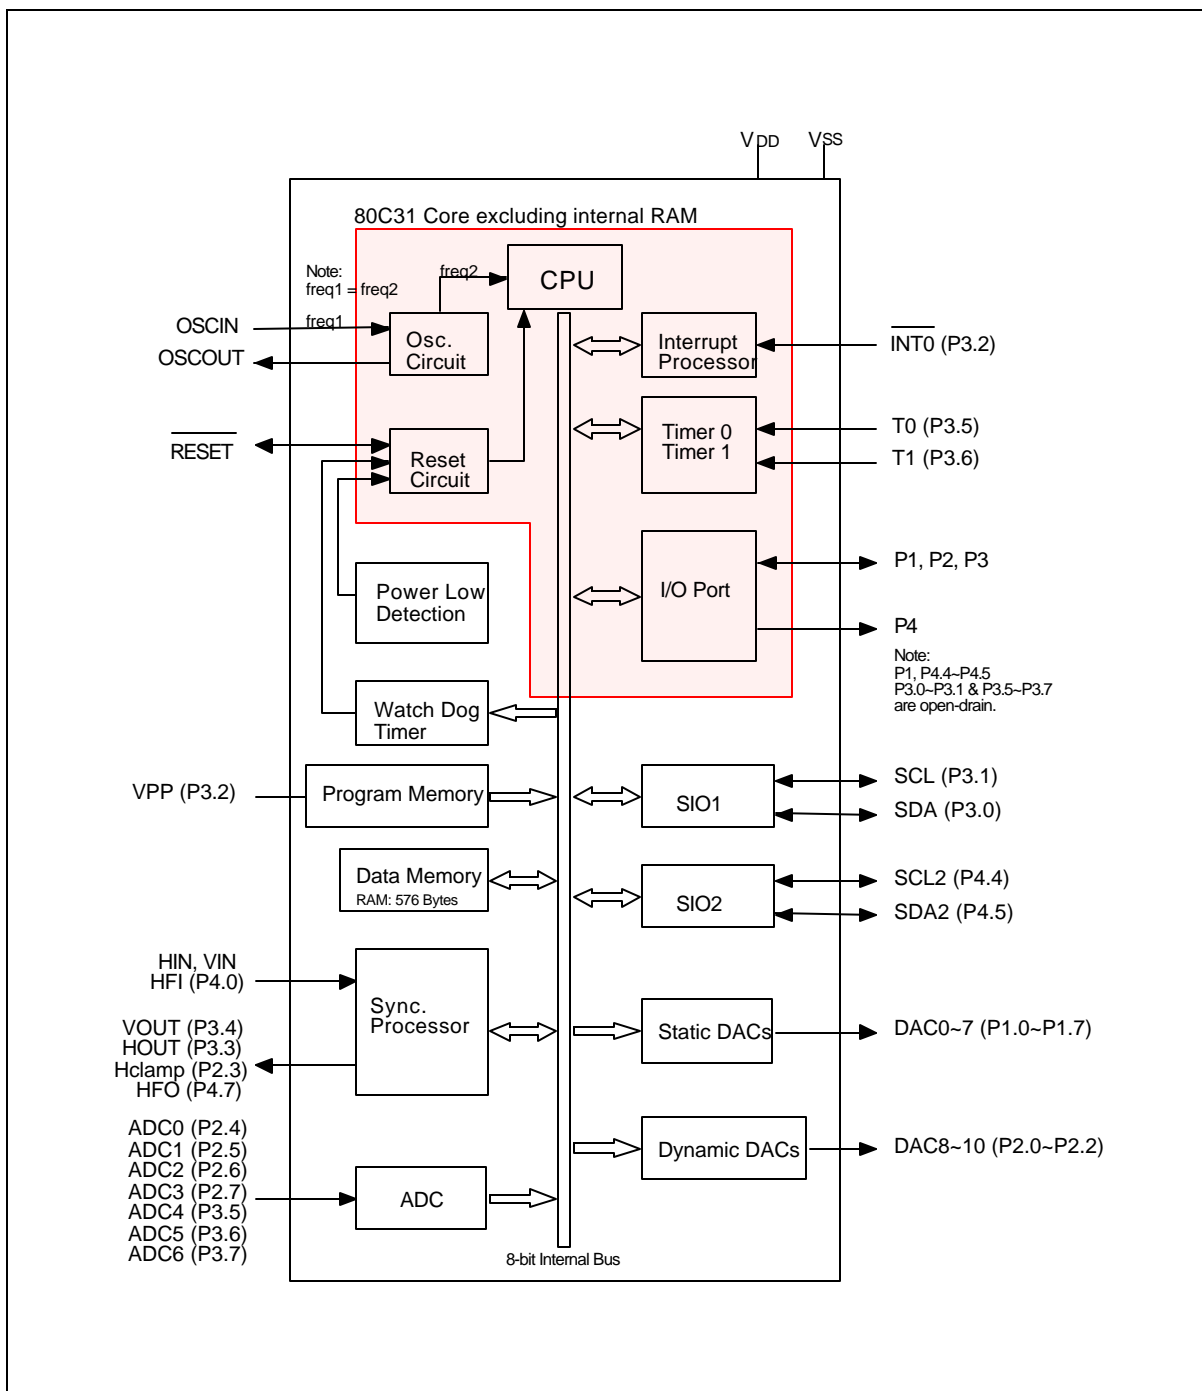 VDD VSS
80C31 Core excluding internal RAM
Note:
freq1 = freq2
freq2
CPU
freq1
OSCIN
OSCOUT
Osc.
Circuit
Interrupt
Processor
INT0 (P3.2)
RESET
Reset
Circuit
Timer 0
Timer 1
T0 (P3.5)
T1 (P3.6)
Power Low
Detection
I/O Port
P1, P2, P3
P4
Note:
P1, P4.4~P4.5
P3.0~P3.1 & P3.5~P3.7
are open-drain.
Watch Dog
Timer
VPP (P3.2)
Program Memory
SIO1
SCL (P3.1)
SDA (P3.0)
Data Memory
RAM: 576 Bytes
SIO2
SCL2 (P4.4)
SDA2 (P4.5)
HIN, VIN
HFI (P4.0)
VOUT (P3.4)
HOUT (P3.3)
Hclamp (P2.3)
HFO (P4.7)
Sync.
Processor
Static DACs
DAC0~7 (P1.0~P1.7)
ADC0 (P2.4)
ADC1 (P2.5)
ADC2 (P2.6)
ADC3 (P2.7)
ADC4 (P3.5)
ADC5 (P3.6)
ADC6 (P3.7)
ADC
Dynamic DACs
DAC8~10 (P2.0~P2.2)
8-bit Internal Bus